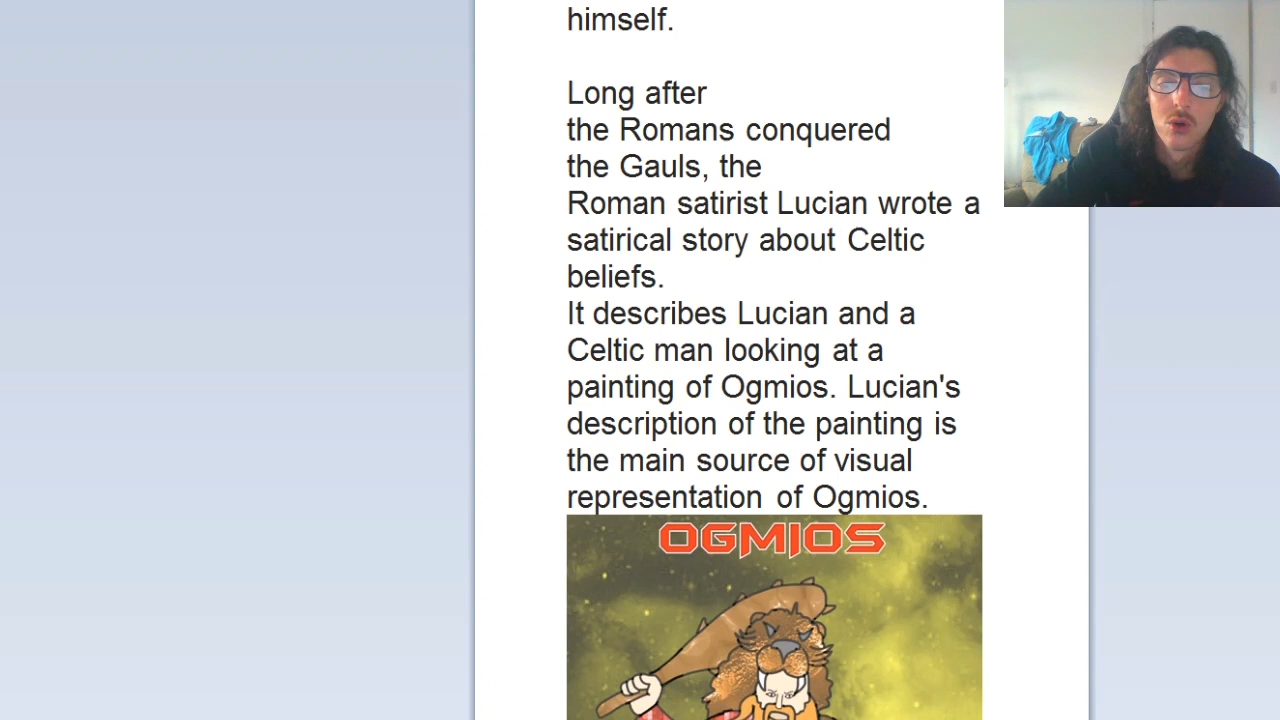 himself.
Long after
the Romans conquered
the Gauls, the
Roman satirist Lucian wrote a
satirical story about Celtic
beliefs.
It describes Lucian and a
Celtic man looking at a
painting of Ogmios. Lucian's
description of the painting is
the main source of visual
representation of Ogmios.
OGMIOS